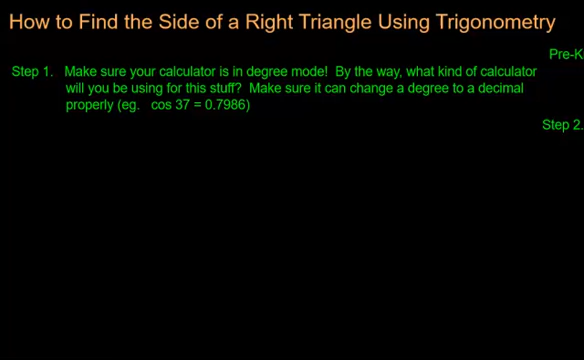 How to Find the Side of a Right Triangle Using Trigonometry
Pre-K
Step 1. Make sure your calculator is in degree mode! By the way, what kind of calculator
will you be using for this stuff? Make sure it can change a degree to a decimal
properly (eg. cos 37 = 0.7986)
Step 2.